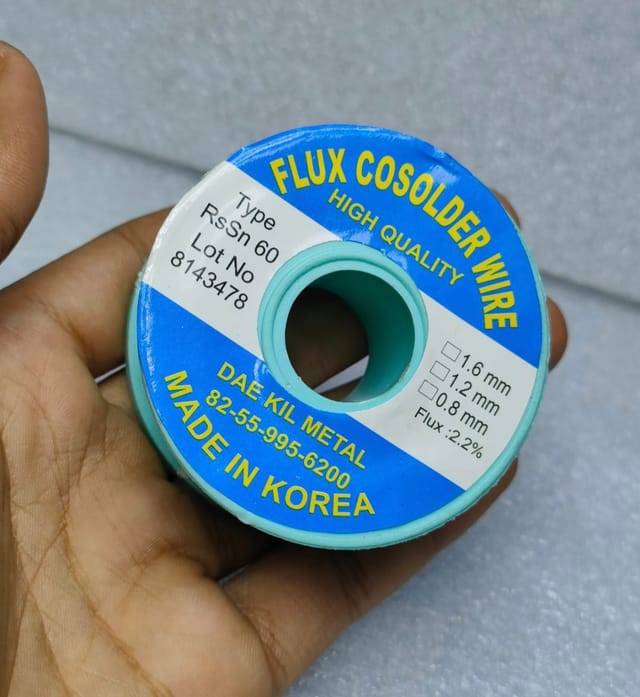 FLUX COSOLDER WIRE
HIGH QUALITY
Type
RsSn 60
Lot No
8143478
1.6 mm
1.2 mm
0.8 mm
Flux :2.2%
DAE KIL METAL
82-55-995-6200
MADE IN KOREA